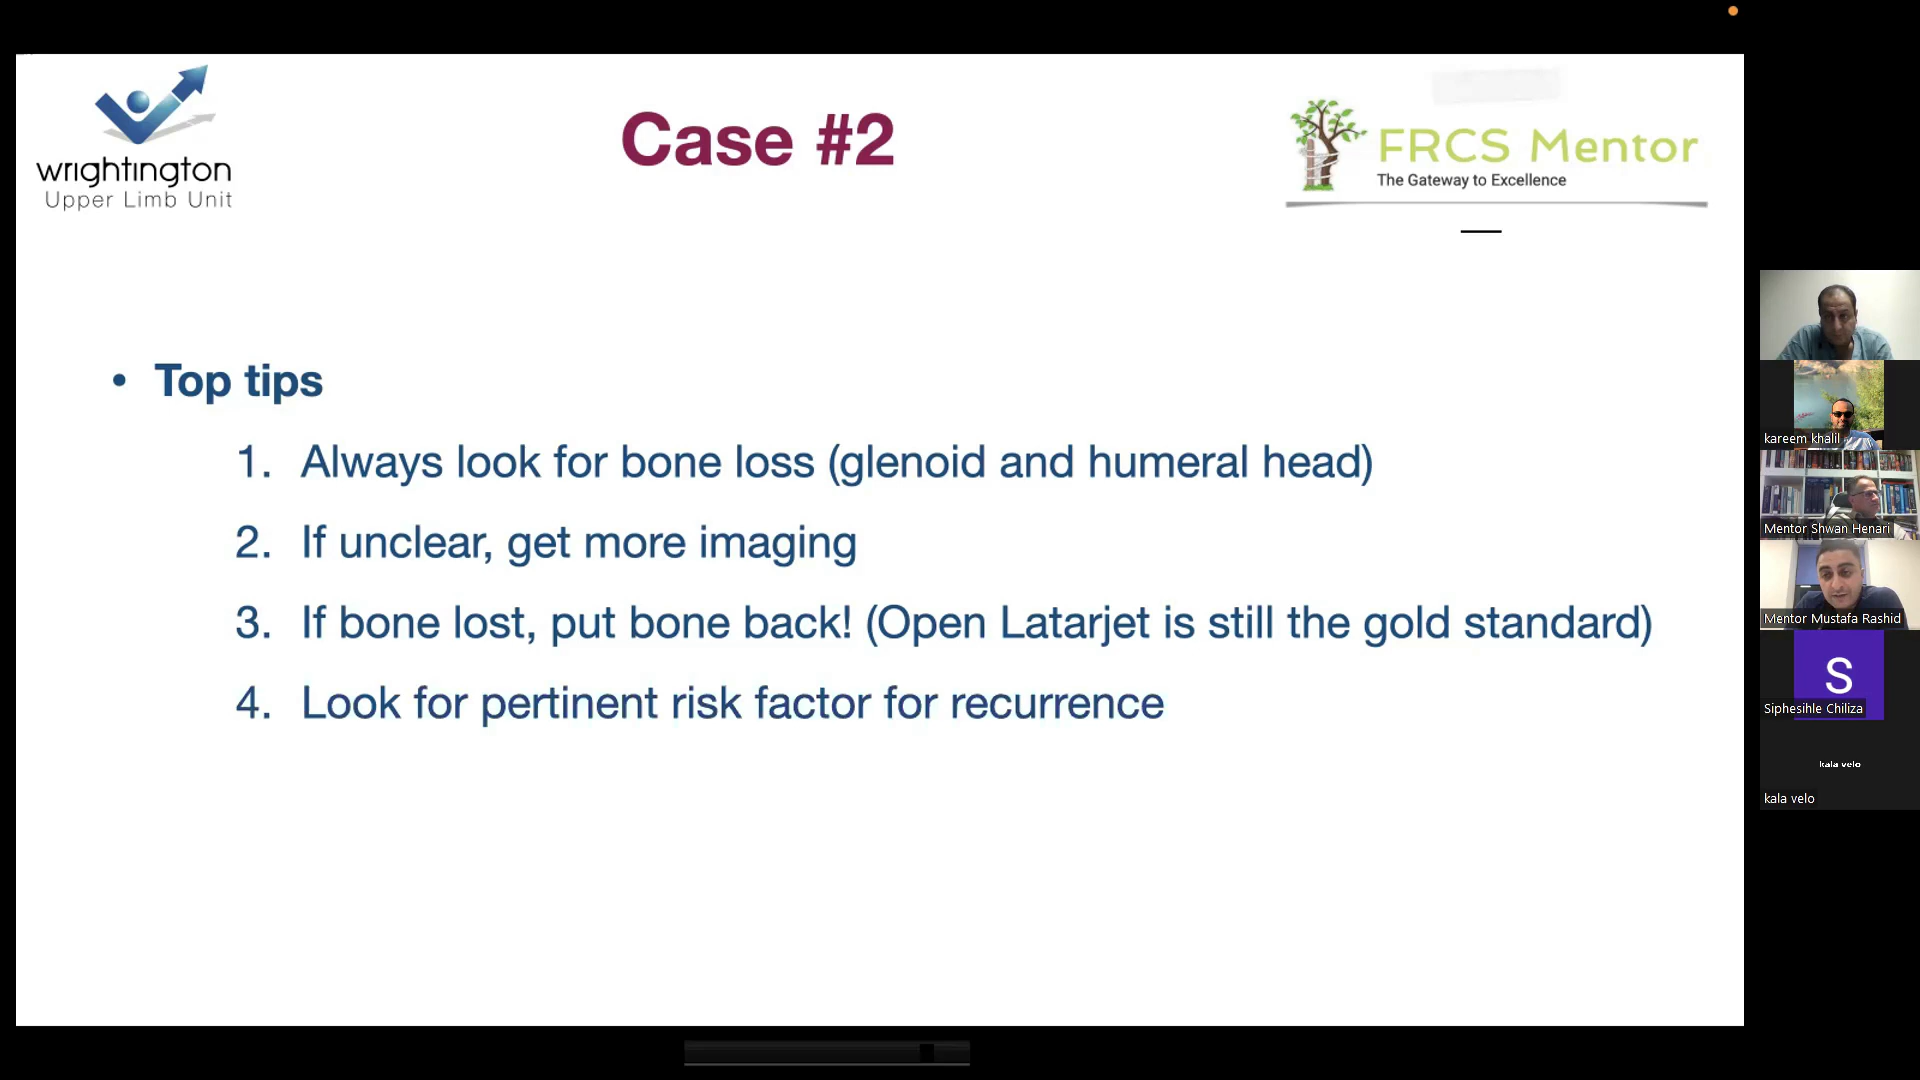 Case #2
wrightington
Upper Limb Unit
FRCS Mentor
The Gateway to Excellence
• Top tips
1. Always look for bone loss (glenoid and humeral head)
2. If unclear, get more imaging
3. If bone lost, put bone back! (Open Latarjet is still the gold standard)
4. Look for pertinent risk factor for recurrence
kareem khalil
Mentor Shwan Henari
Mentor Mustafa Rashid
S
Siphesihle Chiliza
kala velo
kala velo